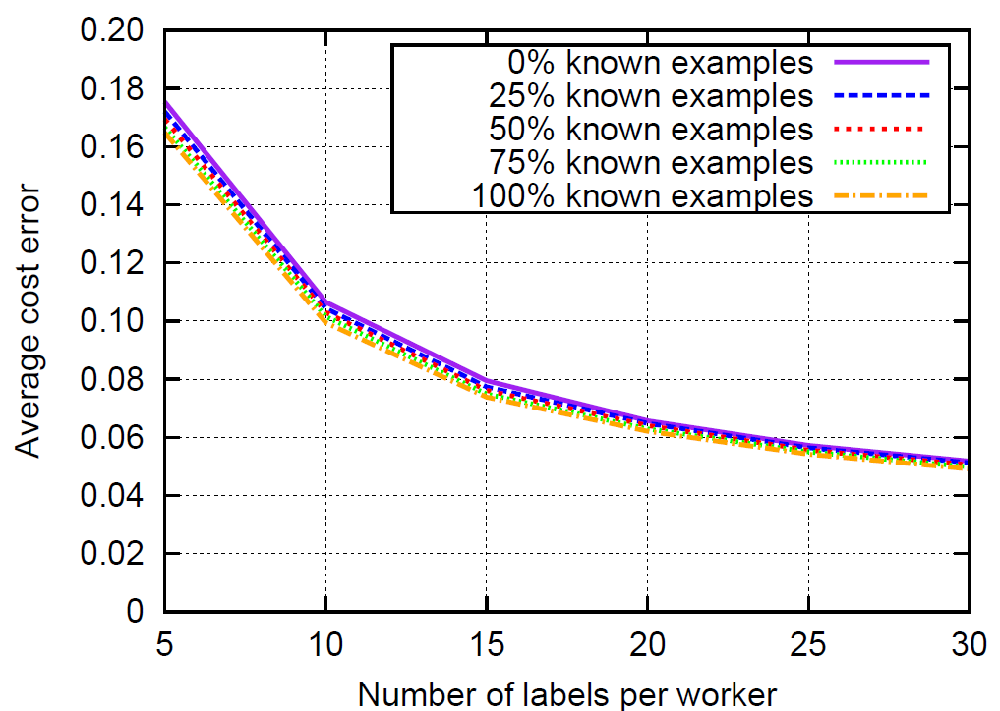 0.20
0.18
0.16
0.14
0.12
0.10
0.08
0.06
0.04
0.02
0
Average cost error
0% known examples
25% known examples
50% known examples
75% known examples
100% known examples
5 10 15 20 25 30
Number of labels per worker